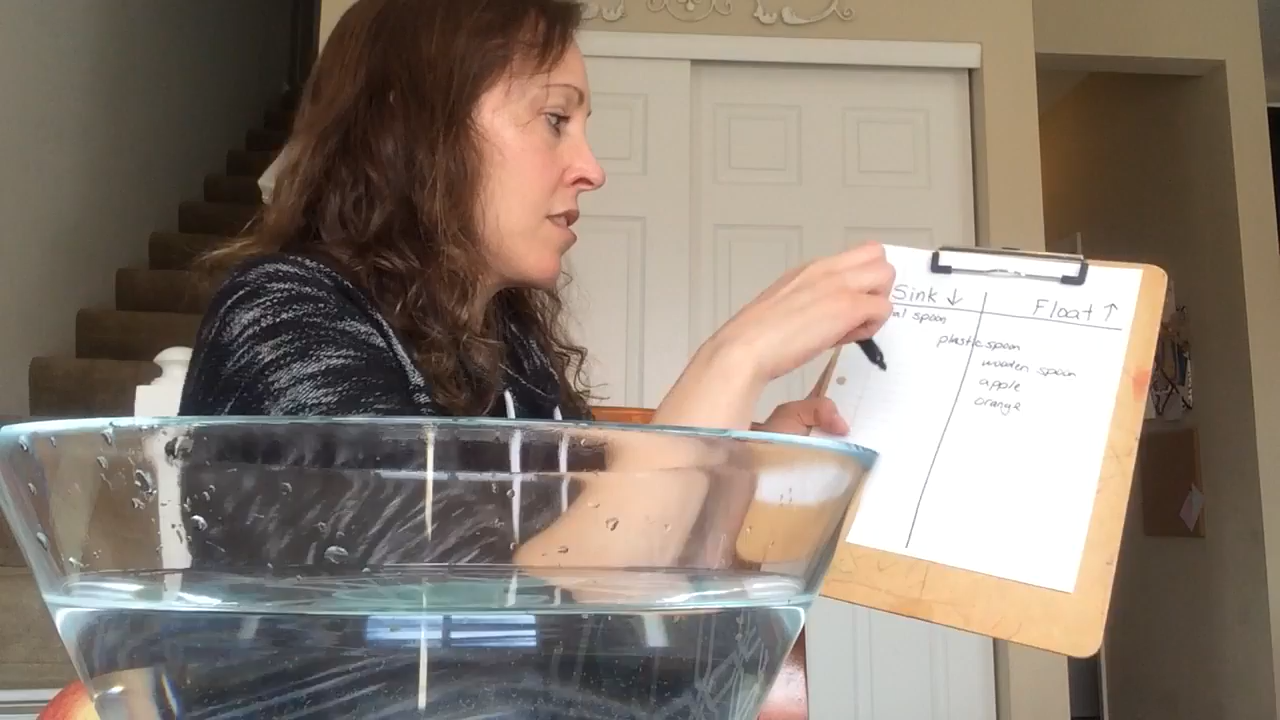 Sink ↓ Float ↑
al spoon
plastic spoon
wooden spoon
apple
orange